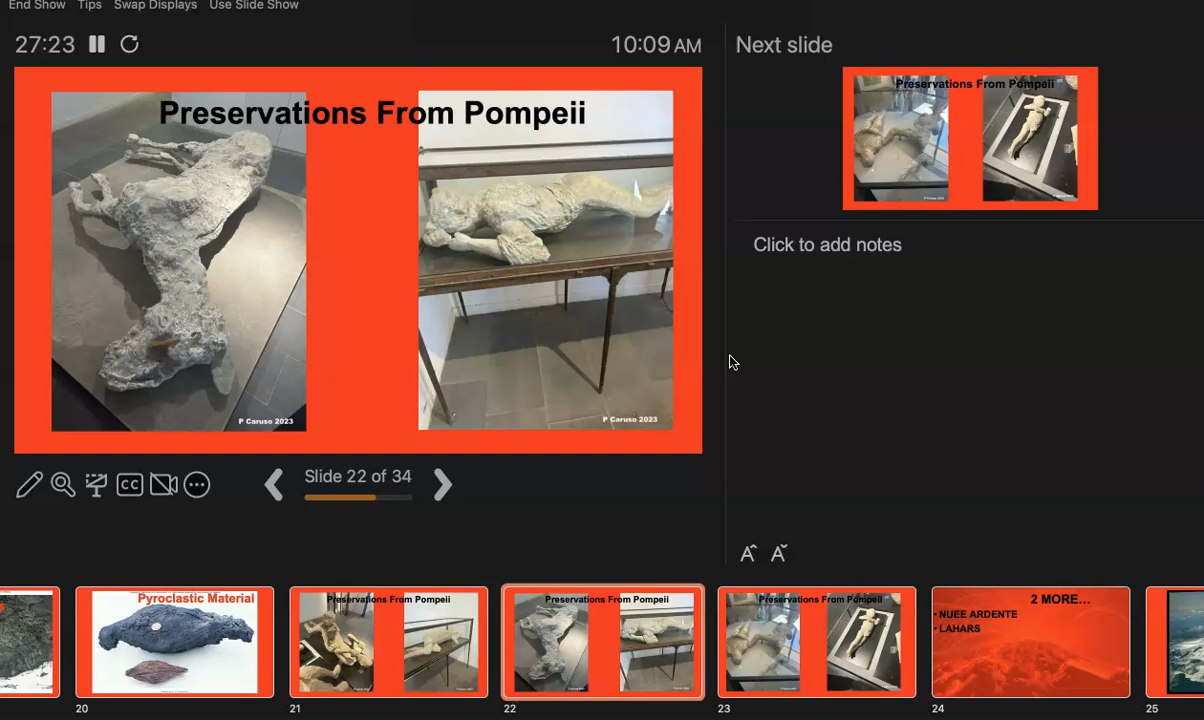 End Show Tips Swap Displays Use Slide Show
27:23
10:09 AM
Next slide
Preservations From Pompeii
P Caruso 2023
P Caruso 2023
Preservations From Pompeii
Click to add notes
CC
Slide 22 of 34
A A
Pyroclastic Material
Preservations From Pompeii
Preservations From Pompeii
Preservations From Pompeii
2 MORE...
• NUEE ARDENTE
• LAHARS
20
21
22
23
24
25